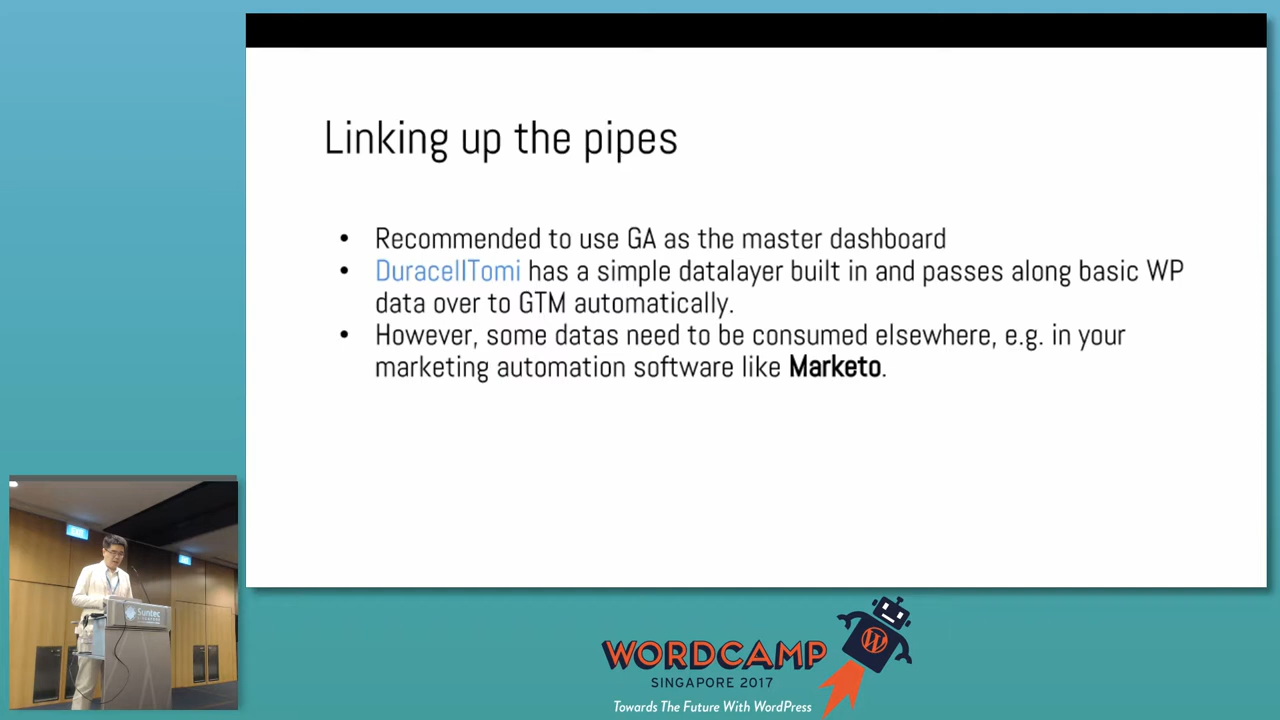 Linking up the pipes
• Recommended to use GA as the master dashboard
• DuracellTomi has a simple datalayer built in and passes along basic WP
data over to GTM automatically.
• However, some datas need to be consumed elsewhere, e.g. in your
marketing automation software like Marketo.
EXIT
Suntec
WORDCAMP
SINGAPORE 2017
Towards The Future With WordPress